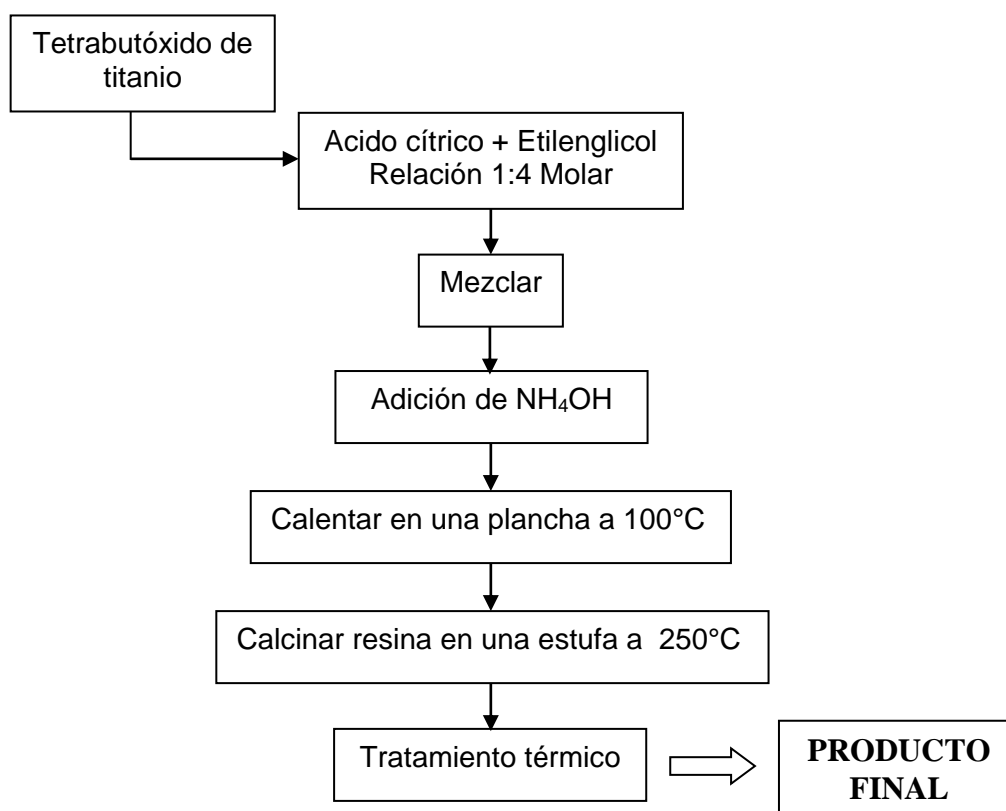 Tetrabutóxido de
titanio
Acido cítrico + Etilenglicol
Relación 1:4 Molar
Mezclar
Adición de NH₄OH
Calentar en una plancha a 100°C
Calcinar resina en una estufa a 250°C
Tratamiento térmico
PRODUCTO
FINAL